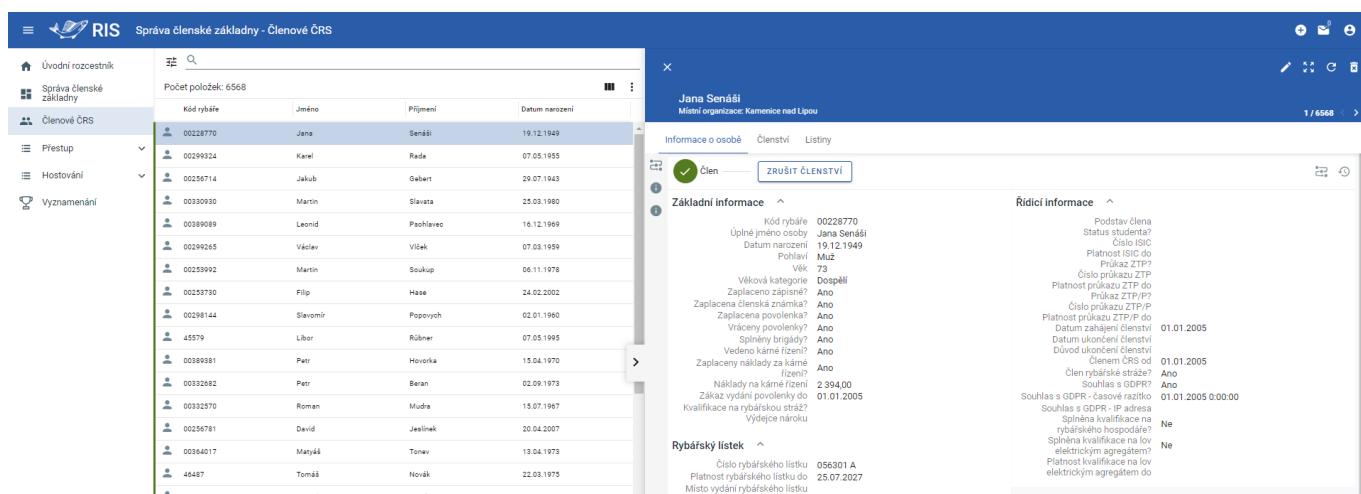 RIS Správa členské základny - Členové ČRS
0
Úvodní rozcestník
Správa členské základny
Členové ČRS
Přestup
Hostování
Vyznamenání
Počet položek: 6568
Kód rybáře Jméno Příjmení Datum narození
00228770 Jana Senáši 19.12.1949
00299324 Karel Rada 07.05.1955
00256714 Jakub Gebert 29.07.1943
00330930 Martin Slavata 25.03.1980
00389089 Leonid Psohlavec 16.12.1969
00299265 Václav Vlček 07.03.1959
00253992 Martin Soukup 06.11.1978
00253730 Filip Hase 24.02.2002
00298144 Slavomír Popovych 02.01.1960
45579 Libor Rübner 07.05.1995
00389381 Petr Hovorka 15.04.1970
00332682 Petr Beran 02.09.1973
00332570 Roman Mudra 15.07.1967
00256781 David Jeslínek 20.04.2007
00364017 Matyáš Tonev 13.04.1973
46487 Tomáš Novák 22.03.1975
Jana Senáši
Místní organizace: Kamenice nad Lipou
1 / 6568
Informace o osobě Členství Listiny
Člen ZRUŠIT ČLENSTVÍ
Základní informace
Kód rybáře 00228770
Úplné jméno osoby Jana Senáši
Datum narození 19.12.1949
Pohlaví Muž
Věk 73
Věková kategorie Dospělí
Zaplaceno zápisné? Ano
Zaplacena členská známka? Ano
Zaplacena povolenka? Ano
Vráceny povolenky? Ano
Splněny brigády? Ano
Vedeno kárné řízení? Ano
Zaplaceny náklady za kárné řízení? Ano
Náklady na kárné řízení 2 394,00
Zákaz vydání povolenky do 01.01.2005
Kvalifikace na rybářskou stráž?
Výdejce nároku
Rybářský lístek
Číslo rybářského lístku 056301 A
Platnost rybářského lístku do 25.07.2027
Místo vydání rybářského lístku
Řídicí informace
Podstav člena
Status studenta?
Číslo ISIC
Platnost ISIC do
Průkaz ZTP?
Číslo průkazu ZTP
Platnost průkazu ZTP do
Průkaz ZTP/P?
Číslo průkazu ZTP/P
Platnost průkazu ZTP/P do
Datum zahájení členství 01.01.2005
Datum ukončení členství
Důvod ukončení členství
Členem ČRS od 01.01.2005
Člen rybářské stráže? Ano
Souhlas s GDPR? Ano
Souhlas s GDPR - časové razítko 01.01.2005 0:00:00
Souhlas s GDPR - IP adresa
Splněna kvalifikace na rybářského hospodáře? Ne
Splněna kvalifikace na lov elektrickým agregátem? Ne
Platnost kvalifikace na lov elektrickým agregátem do